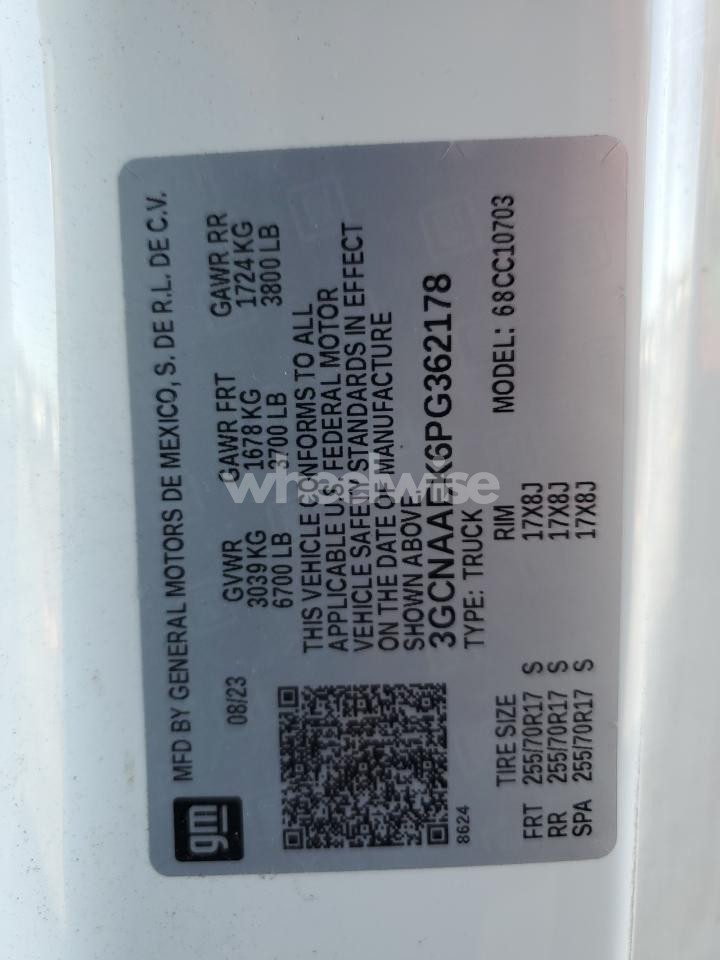 gm
MFD BY GENERAL MOTORS DE MEXICO, S. DE R.L. DE C.V.
08/23
GVWR GAWR FRT GAWR RR
3039 KG 1678 KG 1724 KG
6700 LB 3700 LB 3800 LB
THIS VEHICLE CONFORMS TO ALL
APPLICABLE U.S. FEDERAL MOTOR
VEHICLE SAFETY STANDARDS IN EFFECT
ON THE DATE OF MANUFACTURE
SHOWN ABOVE.
3GCNAAEK6PG362178
TYPE: TRUCK MODEL: 68CC10703
8624
TIRE SIZE RIM
FRT 255/70R17 S 17X8J
RR 255/70R17 S 17X8J
SPA 255/70R17 S 17X8J
wheelwise